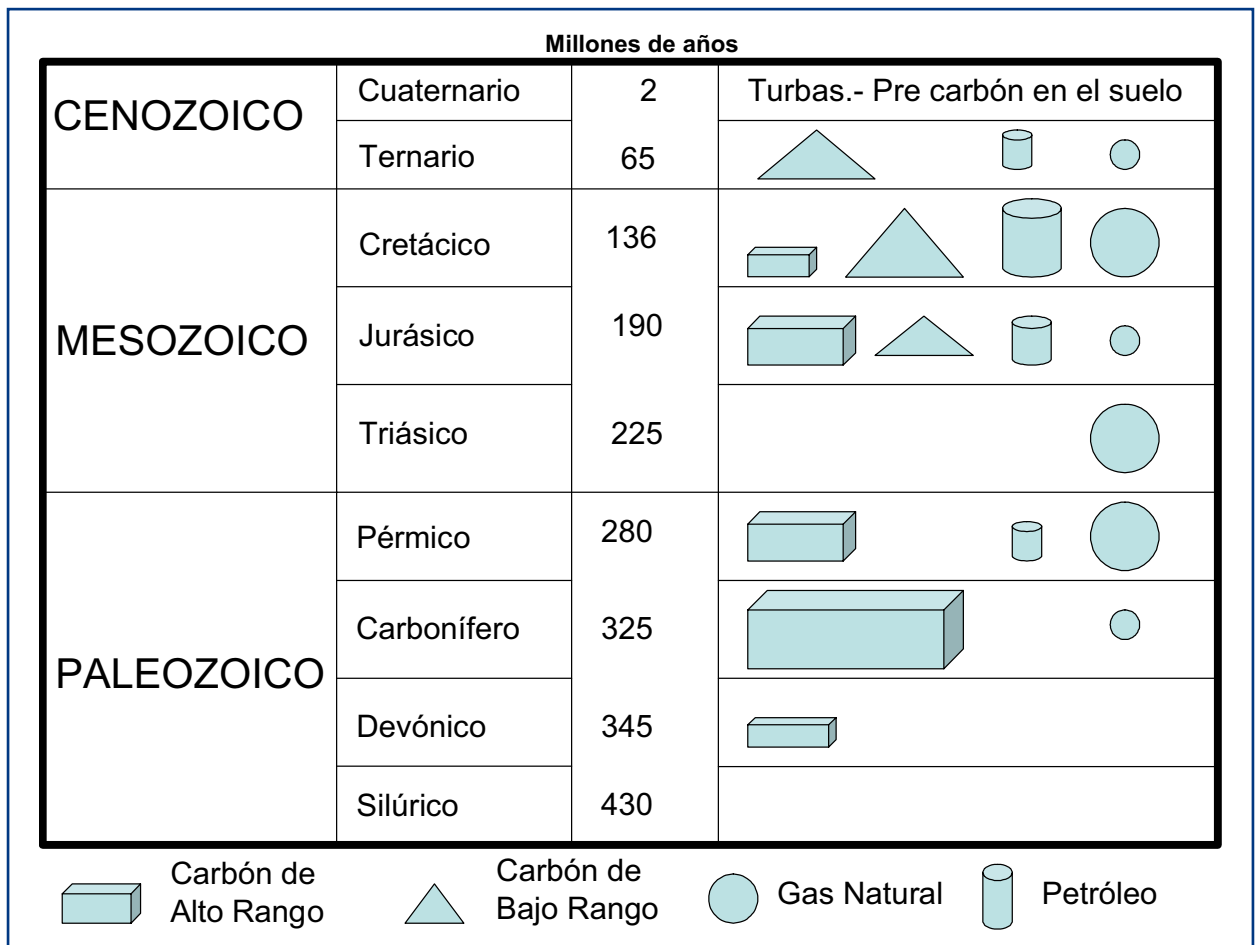 Millones de años
CENOZOICO
Cuaternario
2
Turbas.- Pre carbón en el suelo
Ternario
65
MESOZOICO
Cretácico
136
Jurásico
190
Triásico
225
PALEOZOICO
Pérmico
280
Carbonífero
325
Devónico
345
Silúrico
430
Carbón de
Alto Rango
Carbón de
Bajo Rango
Gas Natural
Petróleo